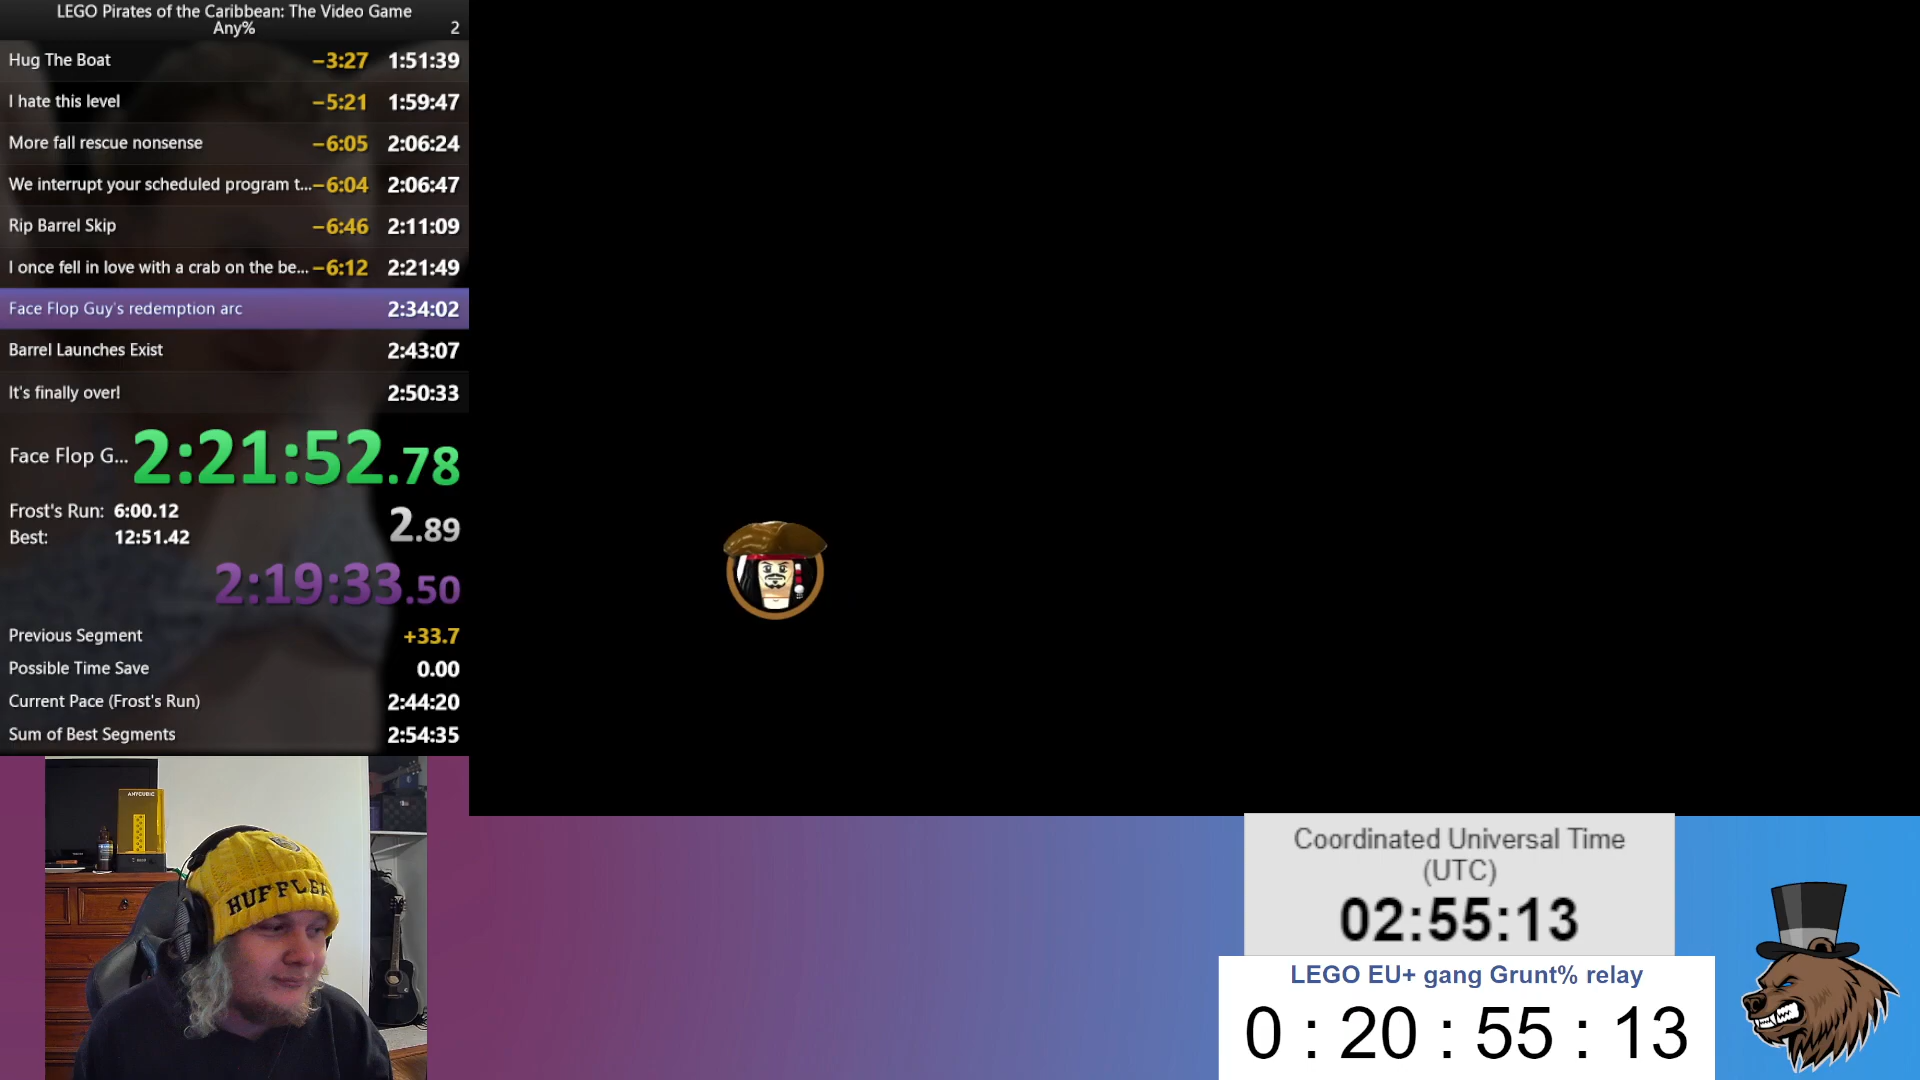 LEGO Pirates of the Caribbean: The Video Game
Any%
2
Hug The Boat −3:27 1:51:39
I hate this level −5:21 1:59:47
More fall rescue nonsense −6:05 2:06:24
We interrupt your scheduled program t... −6:04 2:06:47
Rip Barrel Skip −6:46 2:11:09
I once fell in love with a crab on the be... −6:12 2:21:49
Face Flop Guy's redemption arc 2:34:02
Barrel Launches Exist 2:43:07
It's finally over! 2:50:33
Face Flop G... 2:21:52.78
Frost's Run: 6:00.12
Best: 12:51.42
2.89
2:19:33.50
Previous Segment +33.7
Possible Time Save 0.00
Current Pace (Frost's Run) 2:44:20
Sum of Best Segments 2:54:35
ANYCUBIC
HUFFLE
Coordinated Universal Time
(UTC)
02:55:13
LEGO EU+ gang Grunt% relay
0 : 20 : 55 : 13